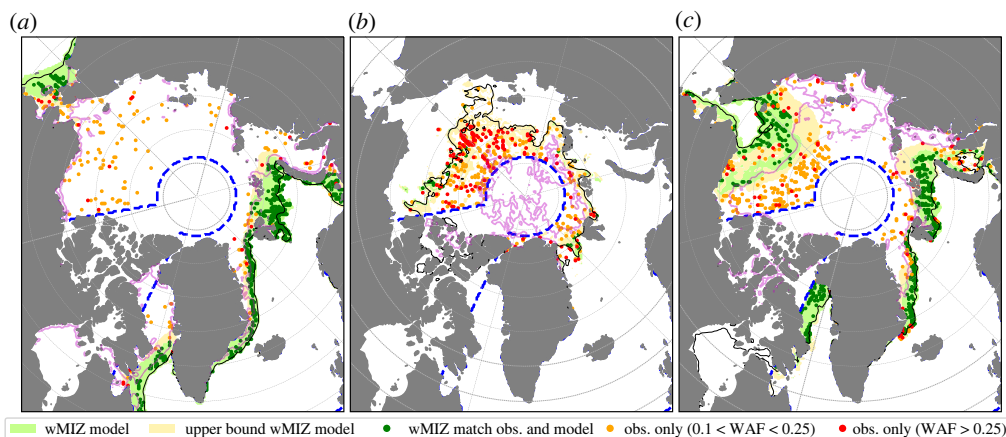 (a) (b) (c)
wMIZ model upper bound wMIZ model wMIZ match obs. and model obs. only (0.1 < WAF < 0.25) obs. only (WAF > 0.25)